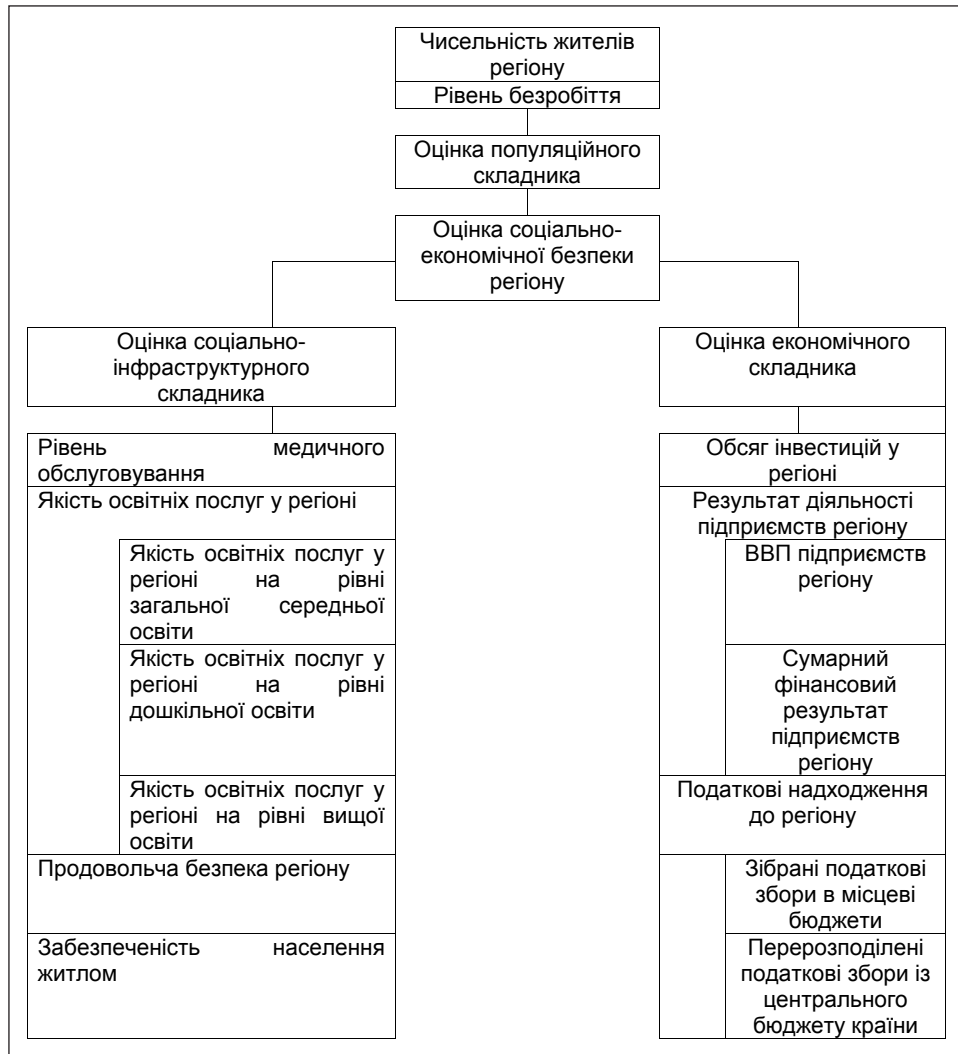 Чисельність жителів
регіону
Рівень безробіття
Оцінка популяційного
складника
Оцінка соціально-
економічної безпеки
регіону
Оцінка соціально-
інфраструктурного
складника
Рівень медичного
обслуговування
Якість освітніх послуг у регіоні
Якість освітніх послуг у
регіоні на рівні
загальної середньої
освіти
Якість освітніх послуг у
регіоні на рівні
дошкільної освіти
Якість освітніх послуг у
регіоні на рівні вищої
освіти
Продовольча безпека регіону
Забезпеченість населення
житлом
Оцінка економічного
складника
Обсяг інвестицій у
регіоні
Результат діяльності
підприємств регіону
ВВП підприємств
регіону
Сумарний
фінансовий
результат
підприємств
регіону
Податкові надходження
до регіону
Зібрані податкові
збори в місцеві
бюджети
Перерозподілені
податкові збори із
центрального
бюджету країни